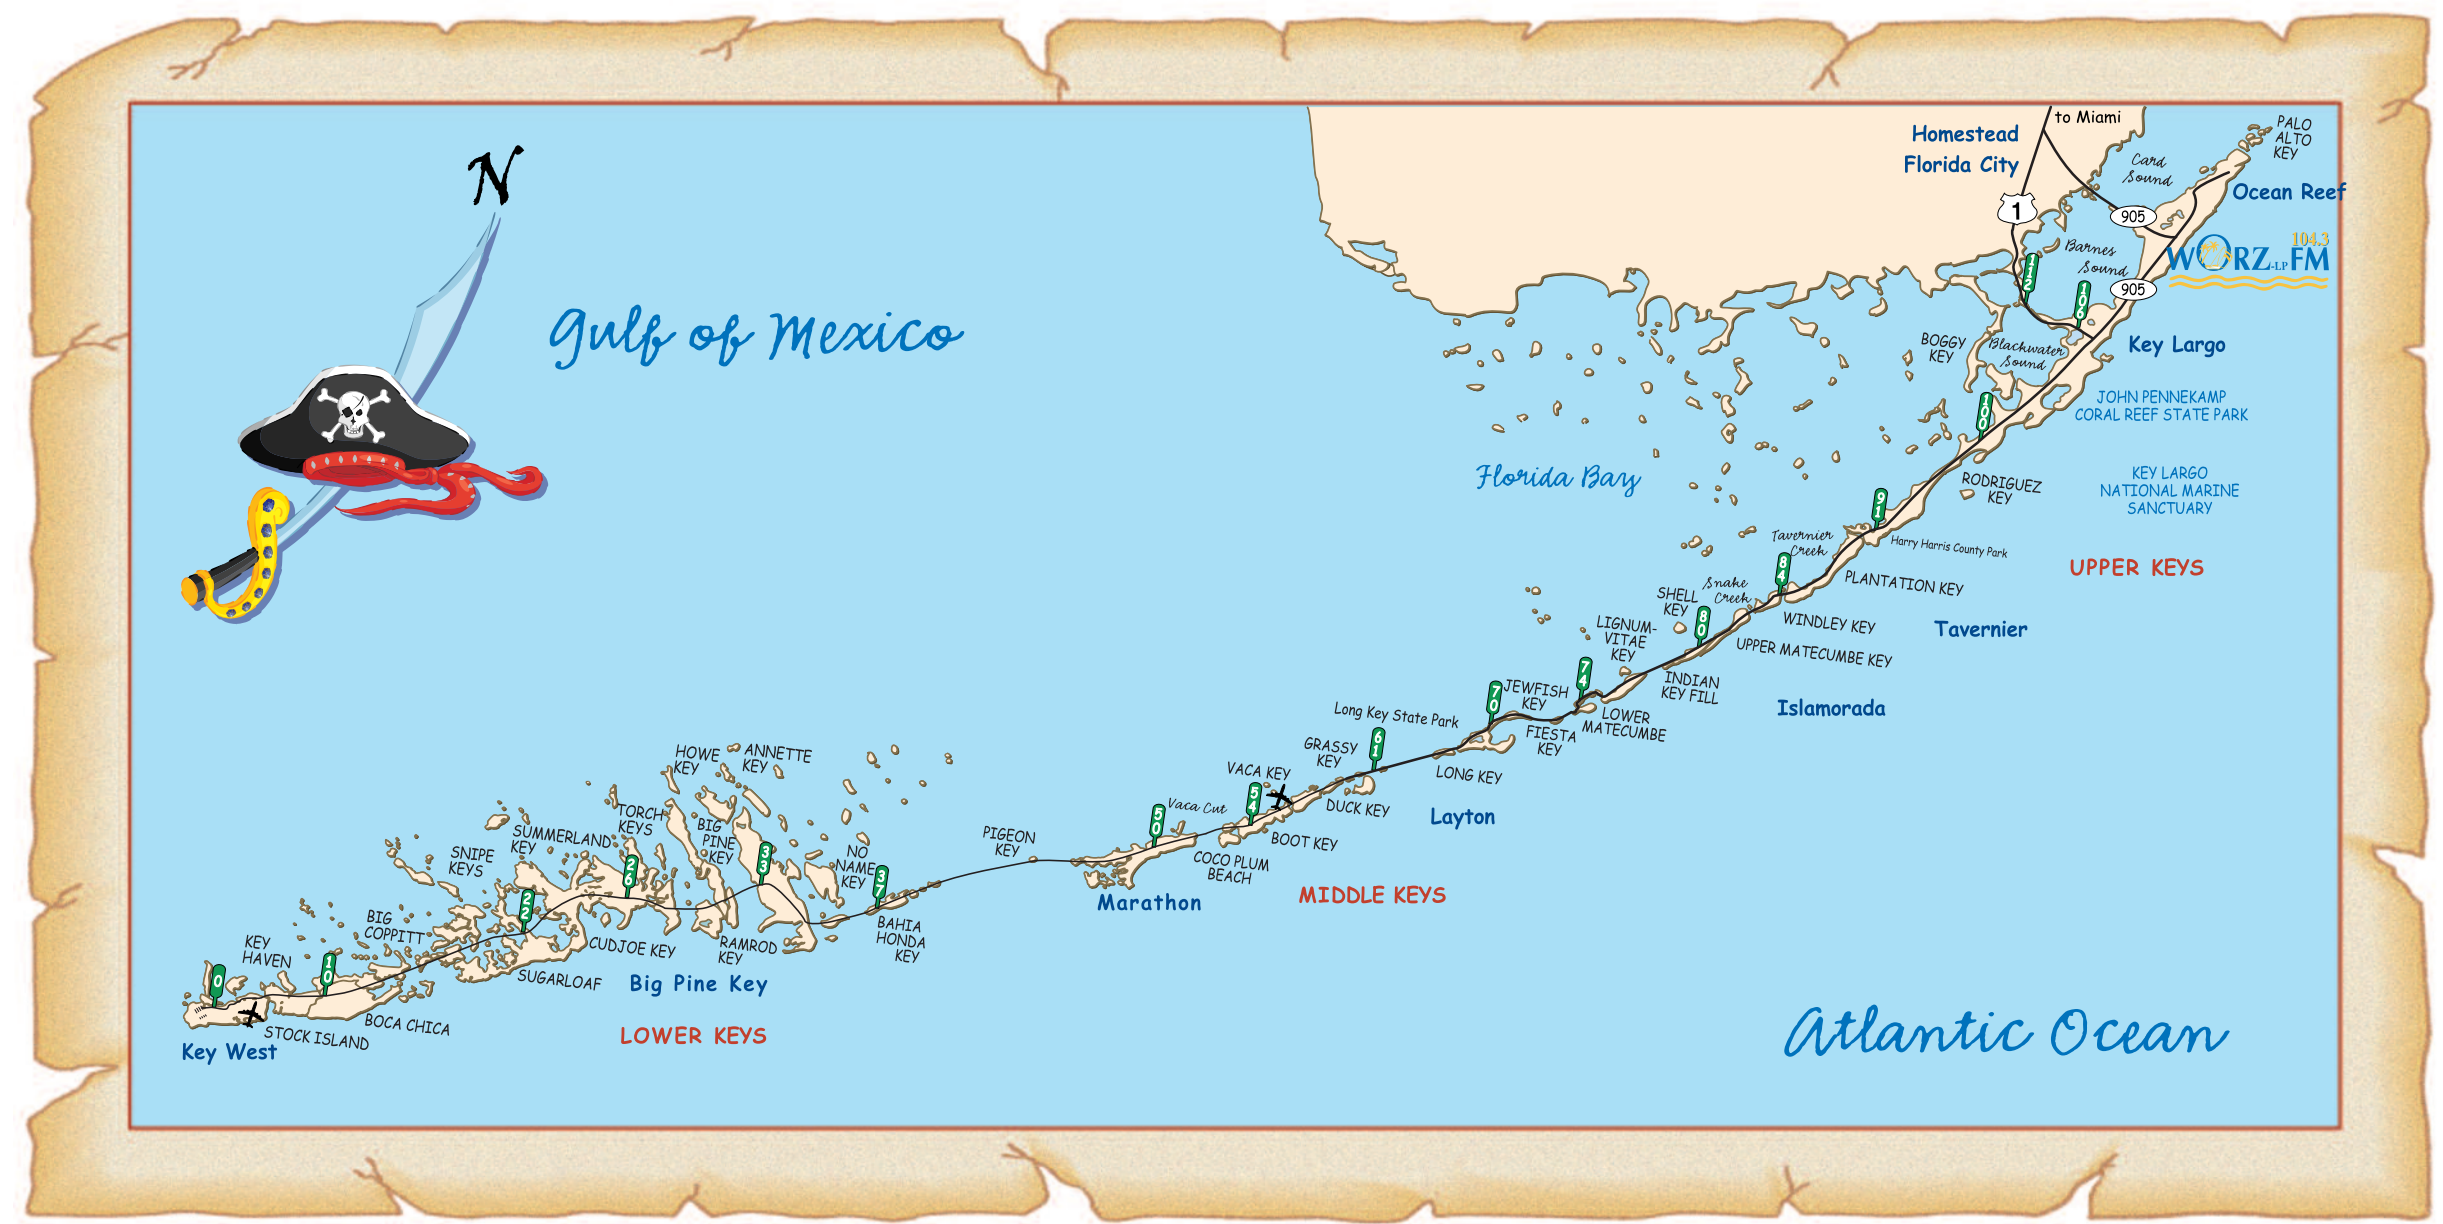 N
Gulf of Mexico
Homestead
Florida City
to Miami
1
Card
Sound
905
PALO
ALTO
KEY
Ocean Reef
104.3
WORZ-LP FM
Barnes
Sound
905
112
106
BOGGY
KEY
Blackwater
Sound
Key Largo
JOHN PENNEKAMP
CORAL REEF STATE PARK
100
Florida Bay
RODRIGUEZ
KEY
KEY LARGO
NATIONAL MARINE
SANCTUARY
91
Harry Harris County Park
Tavernier
Creek
UPPER KEYS
84
PLANTATION KEY
Snake
Creek
SHELL
KEY
80
WINDLEY KEY
Tavernier
LIGNUM-
VITAE
KEY
UPPER MATECUMBE KEY
INDIAN
KEY FILL
Islamorada
74
JEWFISH
KEY
LOWER
MATECUMBE
70
FIESTA
KEY
Long Key State Park
61
LONG KEY
GRASSY
KEY
DUCK KEY
Layton
VACA KEY
54
Vaca Cut
50
BOOT KEY
COCO PLUM
BEACH
MIDDLE KEYS
Marathon
PIGEON
KEY
HOWE
KEY
ANNETTE
KEY
TORCH
KEYS
BIG
PINE
KEY
33
NO
NAME
KEY
37
BAHIA
HONDA
KEY
SUMMERLAND
KEY
26
SNIPE
KEYS
22
CUDJOE KEY
RAMROD
KEY
Big Pine Key
SUGARLOAF
LOWER KEYS
BIG
COPPITT
KEY
HAVEN
10
0
BOCA CHICA
STOCK ISLAND
Key West
Atlantic Ocean